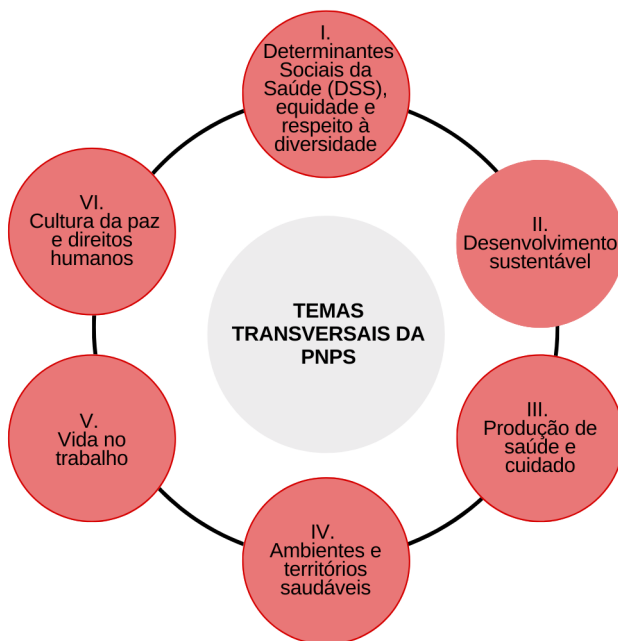 I.
Determinantes
Sociais da
Saúde (DSS),
equidade e
respeito à
diversidade
II.
Desenvolvimento
sustentável
III.
Produção de
saúde e
cuidado
IV.
Ambientes e
territórios
saudáveis
V.
Vida no
trabalho
VI.
Cultura da paz
e direitos
humanos
TEMAS
TRANSVERSAIS DA
PNPS